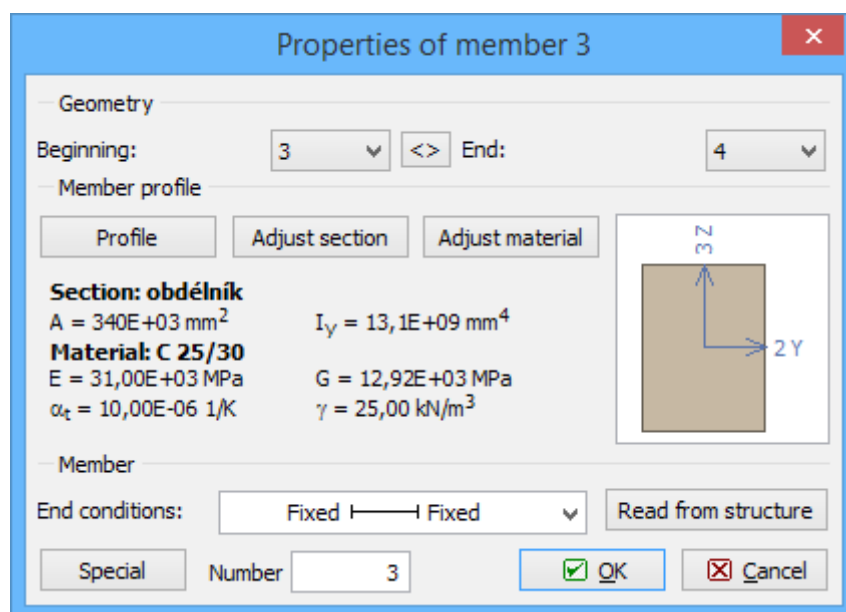 Properties of member 3
Geometry
Beginning: 3 <> End: 4
Member profile
Profile Adjust section Adjust material
3 Z
2 Y
Section: obdélník
A = 340E+03 mm² I_y = 13,1E+09 mm⁴
Material: C 25/30
E = 31,00E+03 MPa G = 12,92E+03 MPa
α_t = 10,00E-06 1/K γ = 25,00 kN/m³
Member
End conditions: Fixed Fixed Read from structure
Special Number 3 OK Cancel